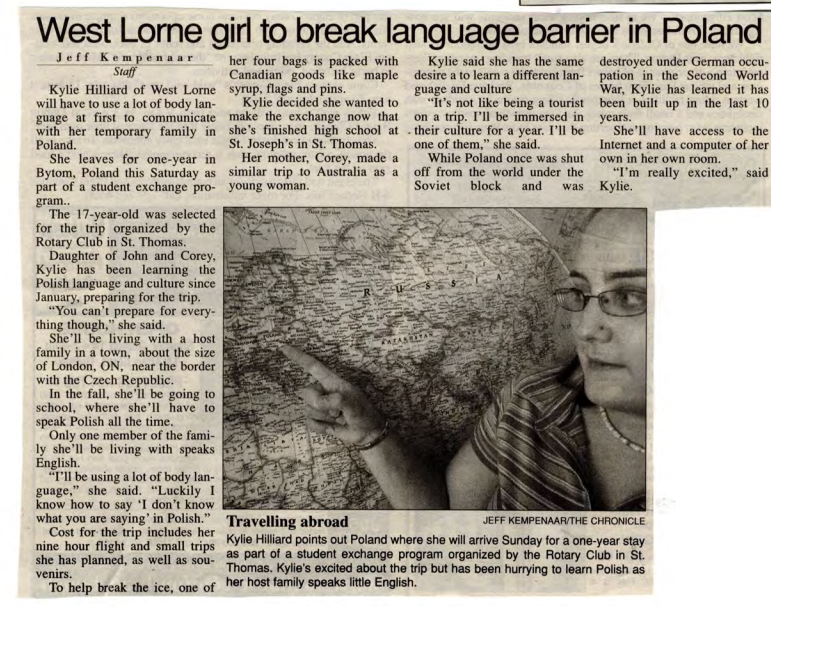 West Lorne girl to break language barrier in Poland
Jeff Kempenaar
Staff
Kylie Hilliard of West Lorne
will have to use a lot of body lan-
guage at first to communicate
with her temporary family in
Poland.
She leaves for one-year in
Bytom, Poland this Saturday as
part of a student exchange pro-
gram..
The 17-year-old was selected
for the trip organized by the
Rotary Club in St. Thomas.
Daughter of John and Corey,
Kylie has been learning the
Polish language and culture since
January, preparing for the trip.
"You can't prepare for every-
thing though," she said.
She'll be living with a host
family in a town, about the size
of London, ON, near the border
with the Czech Republic.
In the fall, she'll be going to
school, where she'll have to
speak Polish all the time.
Only one member of the fami-
ly she'll be living with speaks
English.
"I'll be using a lot of body lan-
guage," she said. "Luckily I
know how to say 'I don't know
what you are saying' in Polish."
Cost for the trip includes her
nine hour flight and small trips
she has planned, as well as sou-
venirs.
To help break the ice, one of
her four bags is packed with
Canadian goods like maple
syrup, flags and pins.
Kylie decided she wanted to
make the exchange now that
she's finished high school at
St. Joseph's in St. Thomas.
Her mother, Corey, made a
similar trip to Australia as a
young woman.
Kylie said she has the same
desire a to learn a different lan-
guage and culture
"It's not like being a tourist
on a trip. I'll be immersed in
their culture for a year. I'll be
one of them," she said.
While Poland once was shut
off from the world under the
Soviet block and was
destroyed under German occu-
pation in the Second World
War, Kylie has learned it has
been built up in the last 10
years.
She'll have access to the
Internet and a computer of her
own in her own room.
"I'm really excited," said
Kylie.
RUSSIA
KAZAKHSTAN
Travelling abroad
JEFF KEMPENAAR/THE CHRONICLE
Kylie Hilliard points out Poland where she will arrive Sunday for a one-year stay
as part of a student exchange program organized by the Rotary Club in St.
Thomas. Kylie's excited about the trip but has been hurrying to learn Polish as
her host family speaks little English.